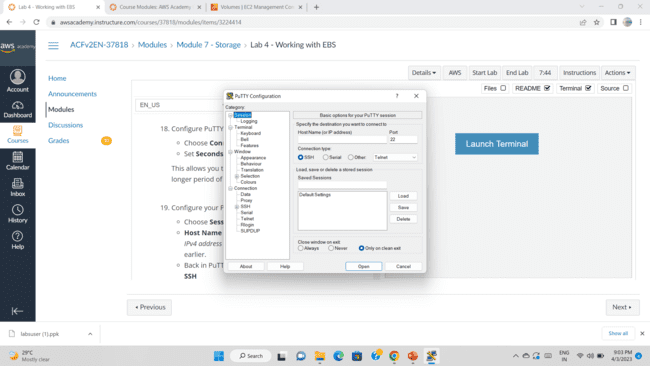 Lab 4 - Working with EBS
Course Modules: AWS Academy
Volumes | EC2 Management Con
awsacademy.instructure.com/courses/37818/modules/items/3224414
aws academy
Account
Dashboard
Courses
Calendar
Inbox
History
Help
ACFv2EN-37818 › Modules › Module 7 - Storage › Lab 4 - Working with EBS
Home
Announcements
Modules
Discussions
Grades
Details
AWS
Start Lab
End Lab
7:44
Instructions
Actions
Files
README
Terminal
Source
EN_US
18. Configure PuTTY
Choose Con
Set Seconds
This allows you t
longer period of
19. Configure your P
Choose Sess
Host Name
IPv4 address
earlier.
Back in PuTT
SSH
Launch Terminal
PuTTY Configuration
Category:
Session
Logging
Terminal
Keyboard
Bell
Features
Window
Appearance
Behaviour
Translation
Selection
Colours
Connection
Data
Proxy
SSH
Serial
Telnet
Rlogin
SUPDUP
Basic options for your PuTTY session
Specify the destination you want to connect to
Host Name (or IP address)
Port
22
Connection type:
SSH
Serial
Other:
Telnet
Load, save or delete a stored session
Saved Sessions
Default Settings
Load
Save
Delete
Close window on exit:
Always
Never
Only on clean exit
About
Help
Open
Cancel
Previous
Next
labsuser (1).ppk
Show all
29°C
Mostly clear
Search
ENG
IN
9:03 PM
4/3/2023